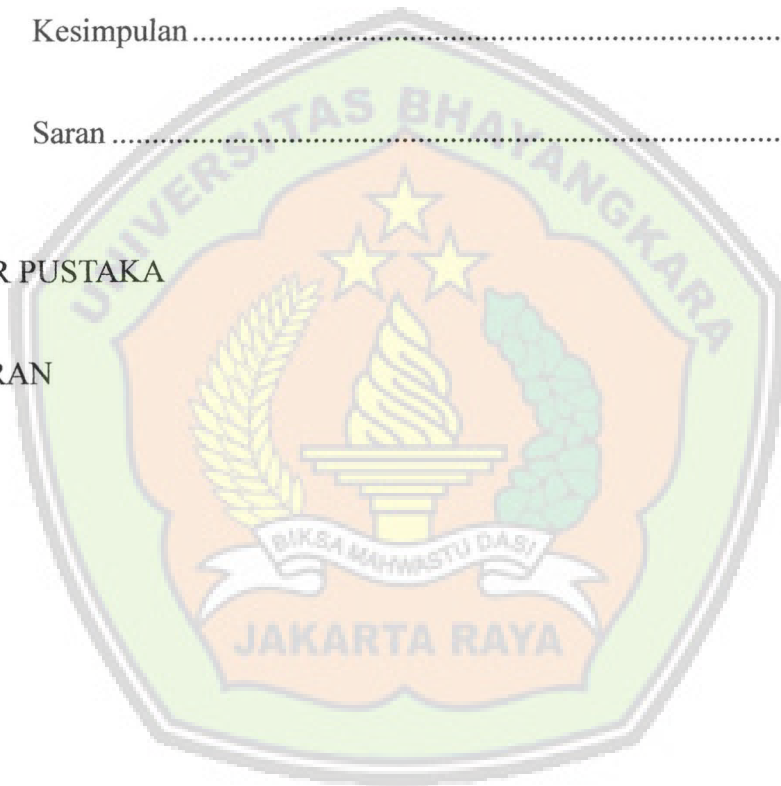 Kesimpulan................................................................................
Saran................................................................................
R PUSTAKA
RAN
UNIVERSITAS BHAYANGKARA
BIKSA MAHWASTU DASI
JAKARTA RAYA